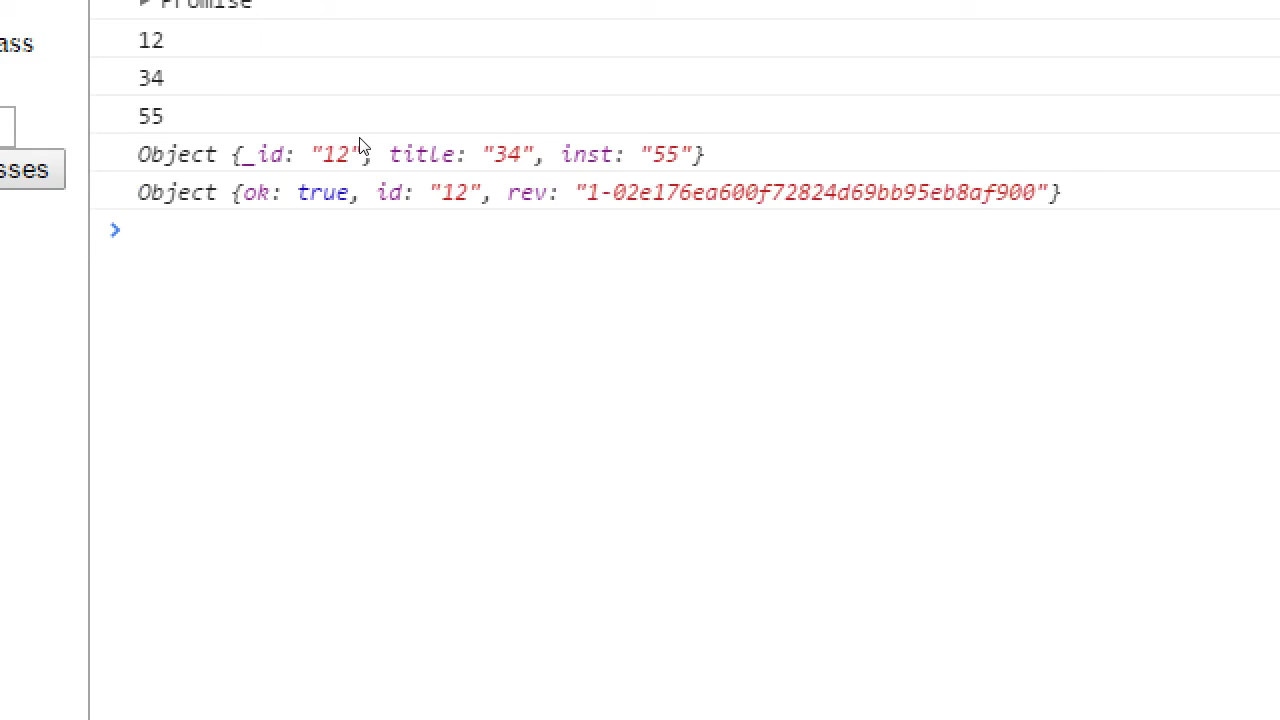 Promise
ass
12
34
55
sses
Object {_id: "12", title: "34", inst: "55"}
Object {ok: true, id: "12", rev: "1-02e176ea600f72824d69bb95eb8af900"}